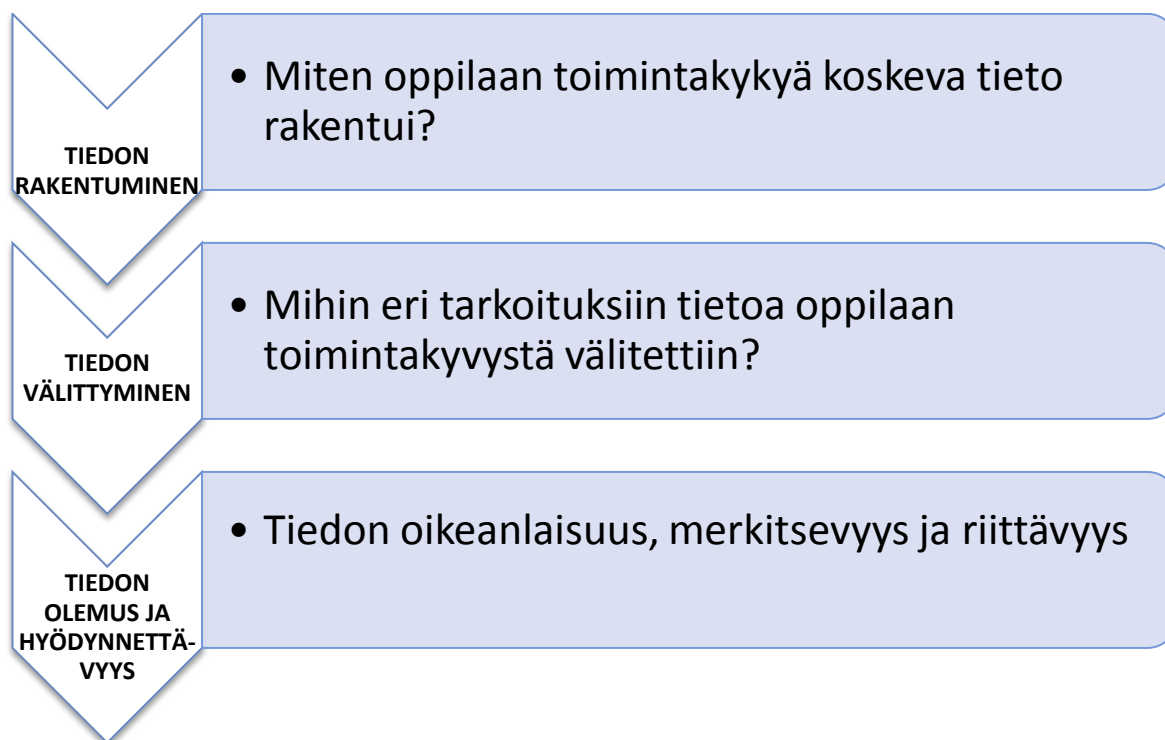 TIEDON
RAKENTUMINEN
• Miten oppilaan toimintakykyä koskeva tieto
rakentui?
TIEDON
VÄLITTYMINEN
• Mihin eri tarkoituksiin tietoa oppilaan
toimintakyvystä välitettiin?
TIEDON
OLEMUS JA
HYÖDYNNETTÄ-
VYYS
• Tiedon oikeanlaisuus, merkitsevyys ja riittävyys